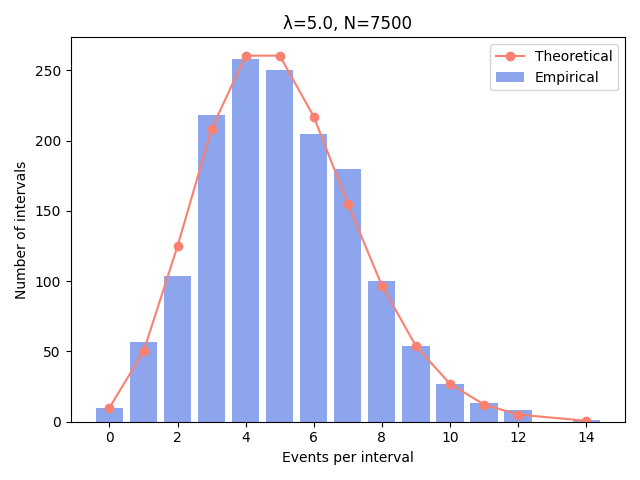 λ=5.0, N=7500
Theoretical
Empirical
Number of intervals
250
200
150
100
50
0
0 2 4 6 8 10 12 14
Events per interval